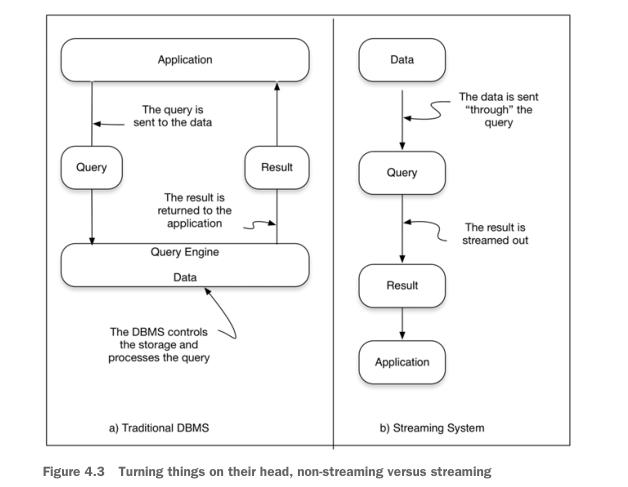 Application
The query is
sent to the data
Query
Result
The result is
returned to the
application
Query Engine
Data
The DBMS controls
the storage and
processes the query
a) Traditional DBMS
Data
The data is sent
“through” the
query
Query
The result is
streamed out
Result
Application
b) Streaming System
Figure 4.3 Turning things on their head, non-streaming versus streaming